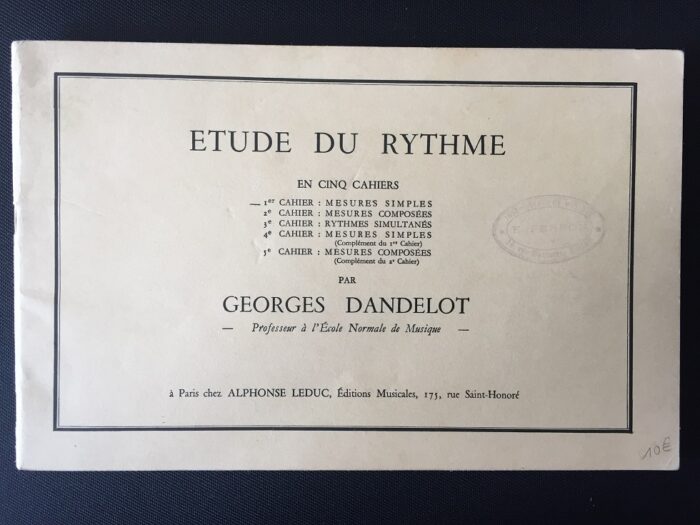 ETUDE DU RYTHME
EN CINQ CAHIERS
1er CAHIER : MESURES SIMPLES
2e CAHIER : MESURES COMPOSÉES
3e CAHIER : RYTHMES SIMULTANÉS
4e CAHIER : MESURES SIMPLES
(Complément du 1er Cahier)
5e CAHIER : MESURES COMPOSÉES
(Complément du 2e Cahier)
PAR
GEORGES DANDELOT
— Professeur à l'École Normale de Musique —
à Paris chez ALPHONSE LEDUC, Éditions Musicales, 175, rue Saint-Honoré
10€